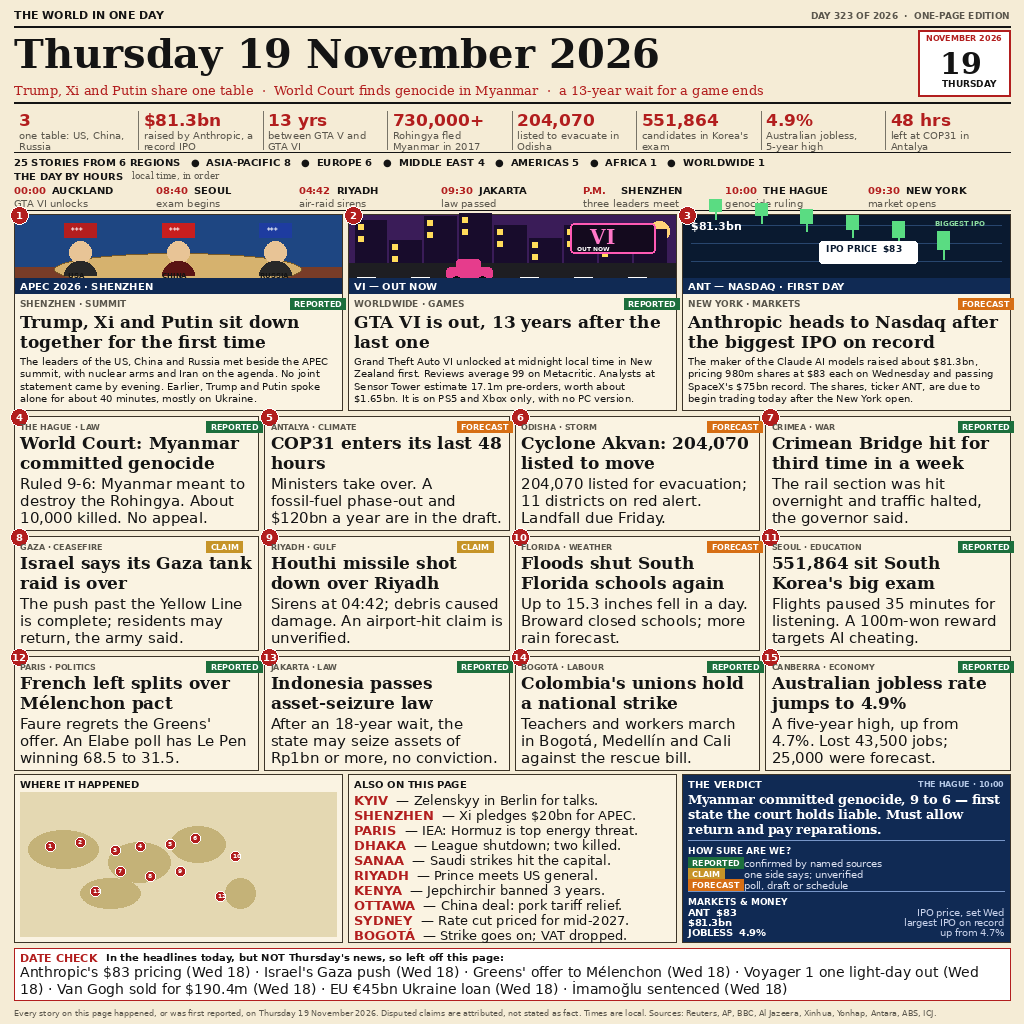 THE WORLD IN ONE DAY
DAY 323 OF 2026 · ONE-PAGE EDITION
Thursday 19 November 2026
NOVEMBER 2026
19
THURSDAY
Trump, Xi and Putin share one table · World Court finds genocide in Myanmar · a 13-year wait for a game ends
3
one table: US, China,
Russia
$81.3bn
raised by Anthropic, a
record IPO
13 yrs
between GTA V and
GTA VI
730,000+
Rohingya fled
Myanmar in 2017
204,070
listed to evacuate in
Odisha
551,864
candidates in Korea's
exam
4.9%
Australian jobless,
5-year high
48 hrs
left at COP31 in
Antalya
25 STORIES FROM 6 REGIONS ● ASIA-PACIFIC 8 ● EUROPE 6 ● MIDDLE EAST 4 ● AMERICAS 5 ● AFRICA 1 ● WORLDWIDE 1
THE DAY BY HOURS local time, in order
00:00 AUCKLAND
GTA VI unlocks
08:40 SEOUL
exam begins
04:42 RIYADH
air-raid sirens
09:30 JAKARTA
law passed
P.M. SHENZHEN
three leaders meet
10:00 THE HAGUE
genocide ruling
09:30 NEW YORK
market opens
1
***
***
***
USA
CHINA
RUSSIA
APEC 2026 · SHENZHEN
SHENZHEN · SUMMIT
REPORTED
Trump, Xi and Putin sit down
together for the first time
The leaders of the US, China and Russia met beside the APEC
summit, with nuclear arms and Iran on the agenda. No joint
statement came by evening. Earlier, Trump and Putin spoke
alone for about 40 minutes, mostly on Ukraine.
2
VI
OUT NOW
VI — OUT NOW
WORLDWIDE · GAMES
REPORTED
GTA VI is out, 13 years after the
last one
Grand Theft Auto VI unlocked at midnight local time in New
Zealand first. Reviews average 99 on Metacritic. Analysts at
Sensor Tower estimate 17.1m pre-orders, worth about
$1.65bn. It is on PS5 and Xbox only, with no PC version.
3
$81.3bn
BIGGEST IPO
IPO PRICE $83
ANT — NASDAQ · FIRST DAY
NEW YORK · MARKETS
FORECAST
Anthropic heads to Nasdaq after
the biggest IPO on record
The maker of the Claude AI models raised about $81.3bn,
pricing 980m shares at $83 each on Wednesday and passing
SpaceX's $75bn record. The shares, ticker ANT, are due to
begin trading today after the New York open.
4
THE HAGUE · LAW
REPORTED
World Court: Myanmar
committed genocide
Ruled 9-6: Myanmar meant to
destroy the Rohingya. About
10,000 killed. No appeal.
5
ANTALYA · CLIMATE
FORECAST
COP31 enters its last 48
hours
Ministers take over. A
fossil-fuel phase-out and
$120bn a year are in the draft.
6
ODISHA · STORM
FORECAST
Cyclone Akvan: 204,070
listed to move
204,070 listed for evacuation;
11 districts on red alert.
Landfall due Friday.
7
CRIMEA · WAR
REPORTED
Crimean Bridge hit for
third time in a week
The rail section was hit
overnight and traffic halted,
the governor said.
8
GAZA · CEASEFIRE
CLAIM
Israel says its Gaza tank
raid is over
The push past the Yellow Line
is complete; residents may
return, the army said.
9
RIYADH · GULF
CLAIM
Houthi missile shot
down over Riyadh
Sirens at 04:42; debris caused
damage. An airport-hit claim is
unverified.
10
FLORIDA · WEATHER
FORECAST
Floods shut South
Florida schools again
Up to 15.3 inches fell in a day.
Broward closed schools; more
rain forecast.
11
SEOUL · EDUCATION
REPORTED
551,864 sit South
Korea's big exam
Flights paused 35 minutes for
listening. A 100m-won reward
targets AI cheating.
12
PARIS · POLITICS
REPORTED
French left splits over
Mélenchon pact
Faure regrets the Greens'
offer. An Elabe poll has Le Pen
winning 68.5 to 31.5.
13
JAKARTA · LAW
REPORTED
Indonesia passes
asset-seizure law
After an 18-year wait, the
state may seize assets of
Rp1bn or more, no conviction.
14
BOGOTÁ · LABOUR
REPORTED
Colombia's unions hold
a national strike
Teachers and workers march
in Bogotá, Medellín and Cali
against the rescue bill.
15
CANBERRA · ECONOMY
REPORTED
Australian jobless rate
jumps to 4.9%
A five-year high, up from
4.7%. Lost 43,500 jobs;
25,000 were forecast.
WHERE IT HAPPENED
1
2
3
4
6
7
8
9
ALSO ON THIS PAGE
KYIV — Zelenskyy in Berlin for talks.
SHENZHEN — Xi pledges $20bn for APEC.
PARIS — IEA: Hormuz is top energy threat.
DHAKA — League shutdown; two killed.
SANAA — Saudi strikes hit the capital.
RIYADH — Prince meets US general.
KENYA — Jepchirchir banned 3 years.
OTTAWA — China deal: pork tariff relief.
SYDNEY — Rate cut priced for mid-2027.
BOGOTÁ — Strike goes on; VAT dropped.
THE VERDICT
THE HAGUE · 10:00
Myanmar committed genocide, 9 to 6 — first
state the court holds liable. Must allow
return and pay reparations.
HOW SURE ARE WE?
REPORTED confirmed by named sources
CLAIM one side says; unverified
FORECAST poll, draft or schedule
MARKETS & MONEY
ANT $83 IPO price, set Wed
$81.3bn largest IPO on record
JOBLESS 4.9% up from 4.7%
DATE CHECK In the headlines today, but NOT Thursday's news, so left off this page:
Anthropic's $83 pricing (Wed 18) · Israel's Gaza push (Wed 18) · Greens' offer to Mélenchon (Wed 18) · Voyager 1 one light-day out (Wed
18) · Van Gogh sold for $190.4m (Wed 18) · EU €45bn Ukraine loan (Wed 18) · İmamoğlu sentenced (Wed 18)
Every story on this page happened, or was first reported, on Thursday 19 November 2026. Disputed claims are attributed, not stated as fact. Times are local. Sources: Reuters, AP, BBC, Al Jazeera, Xinhua, Yonhap, Antara, ABS, ICJ.